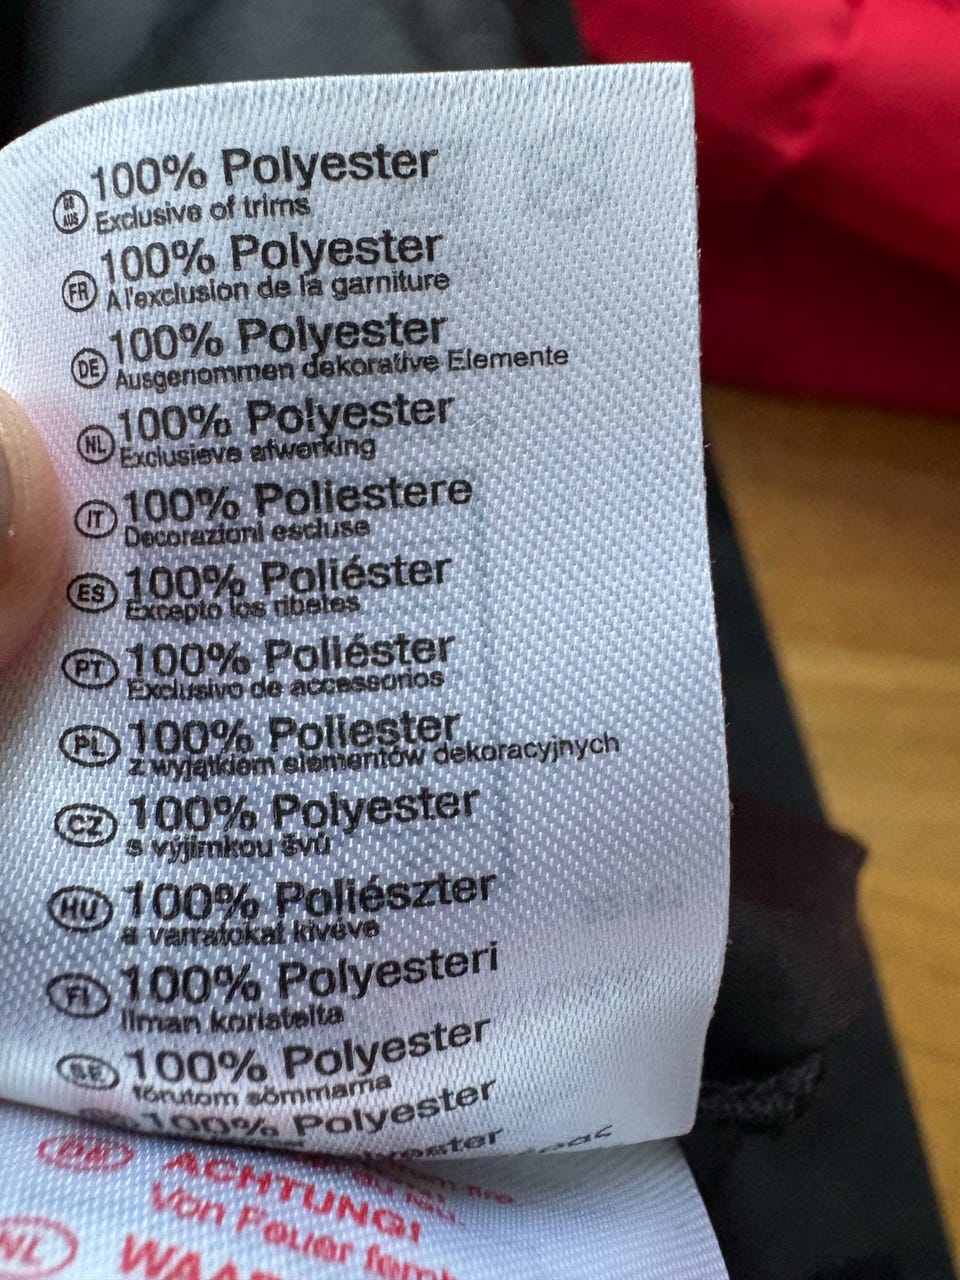 GB AUS 100% Polyester
Exclusive of trims
FR 100% Polyester
A l'exclusion de la garniture
DE 100% Polyester
Ausgenommen dekorative Elemente
NL 100% Polyester
Exclusieve afwerking
IT 100% Poliestere
Decorazioni escluse
ES 100% Poliéster
Excepto los ribetes
PT 100% Poliéster
Exclusivo de accessorios
PL 100% Poliester
z wyjątkiem elementów dekoracyjnych
CZ 100% Polyester
s výjimkou švů
HU 100% Poliészter
a varratokat kivéve
FI 100% Polyesteri
Ilman koristeita
SE 100% Polyester
förutom sömmarna
100% Polyester
DE ACHTUNG!
Von Feuer
NL